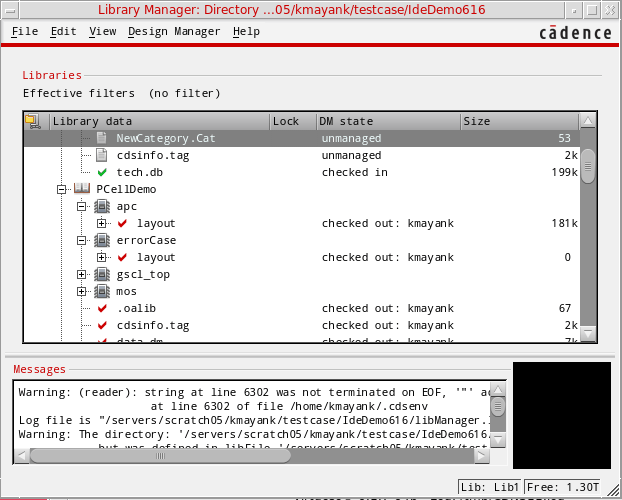 Library Manager: Directory ...05/kmayank/testcase/IdeDemo616
File Edit View Design Manager Help
cādence
Libraries
Effective filters (no filter)
Library data Lock DM state Size
NewCategory.Cat unmanaged 53
cdsinfo.tag unmanaged 2k
tech.db checked in 199k
PCellDemo
apc
layout checked out: kmayank 181k
errorCase
layout checked out: kmayank 0
gscl_top
mos
.oalib checked out: kmayank 67
cdsinfo.tag checked out: kmayank 2k
data.dm checked out: kmayank 7k
Messages
Warning: (reader): string at line 6302 was not terminated on EOF, '"' ad
at line 6302 of file /home/kmayank/.cdsenv
Log file is "/servers/scratch05/kmayank/testcase/IdeDemo616/libManager.
Warning: The directory: '/servers/scratch05/kmayank/testcase/IdeDemo616
but was defined in libFile '/servers/scratch05/kmayank/test
Lib: Lib1 Free: 1.30T